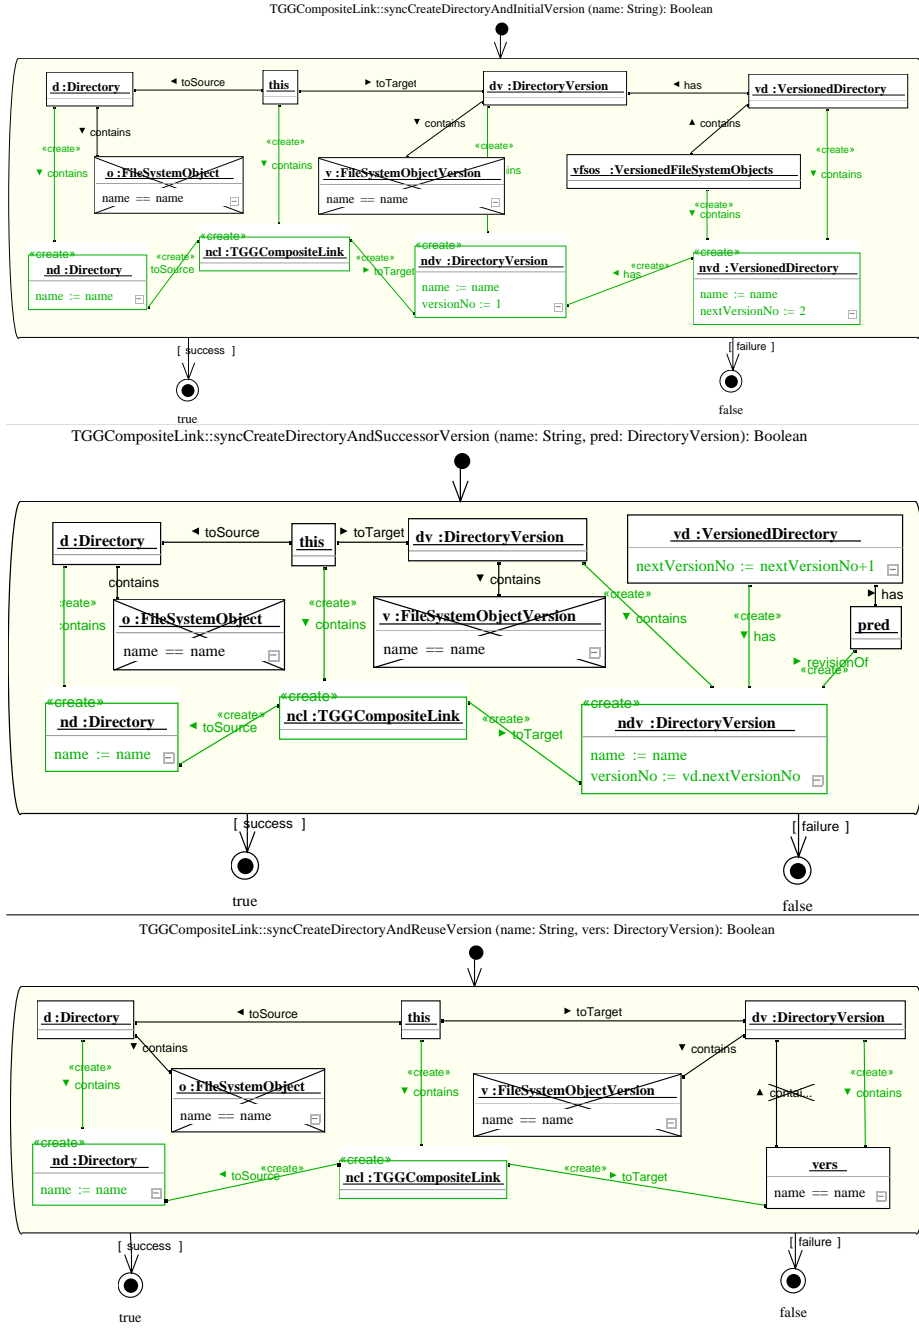 TGGCompositeLink::syncCreateDirectoryAndInitialVersion (name: String): Boolean
d :Directory ◄ toSource this ► toTarget dv :DirectoryVersion ◄ has vd :VersionedDirectory
▼ contains ▼ contains ▲ contains
«create» «create» «create» «create»
▼ contains o :FileSystemObject ▼ contains v :FileSystemObjectVersion vfsos :VersionedFileSystemObjects ▼ contains
name == name name == name
«create»
▼ contains
«create» «create» «create» «create»
nd :Directory «create» toSource ncl :TGGCompositeLink «create» ► toTarget ndv :DirectoryVersion «create» ◄ has nvd :VersionedDirectory
name := name name := name name := name
versionNo := 1 nextVersionNo := 2
[ success ] [ failure ]
true false
TGGCompositeLink::syncCreateDirectoryAndSuccessorVersion (name: String, pred: DirectoryVersion): Boolean
d :Directory ◄ toSource this ► toTarget dv :DirectoryVersion vd :VersionedDirectory
nextVersionNo := nextVersionNo+1
contains ▼ contains ► has
«create» «create» «create»
o :FileSystemObject ▼ contains v :FileSystemObjectVersion ▼ contains ▼ has pred
name == name name == name
► revisionOf
«create»
«create» «create» «create»
nd :Directory «create» ◄ toSource ncl :TGGCompositeLink «create» ► toTarget ndv :DirectoryVersion
name := name name := name
versionNo := vd.nextVersionNo
[ success ] [ failure ]
true false
TGGCompositeLink::syncCreateDirectoryAndReuseVersion (name: String, vers: DirectoryVersion): Boolean
d :Directory ◄ toSource this ► toTarget dv :DirectoryVersion
▼ contains ▼ contains
«create» «create» «create»
▼ contains o :FileSystemObject ▼ contains v :FileSystemObjectVersion ▲ contai... ▼ contains
name == name name == name
«create» «create»
nd :Directory ◄ toSource «create» ncl :TGGCompositeLink «create» ► toTarget vers
name := name name == name
[ success ] [ failure ]
true false